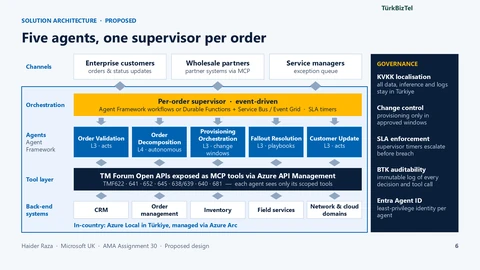 TürkBizTel
SOLUTION ARCHITECTURE · PROPOSED
Five agents, one supervisor per order
Channels
Enterprise customers
orders & status updates
Wholesale partners
partner systems via MCP
Service managers
exception queue
Orchestration
Per-order supervisor · event-driven
Agent Framework workflows or Durable Functions + Service Bus / Event Grid · SLA timers
Agents
Agent
Framework
Order Validation
L3 · acts
Order
Decomposition
L4 · autonomous
Provisioning
Orchestration
L3 · change
windows
Fallout Resolution
L3 · playbooks
Customer Update
L3 · acts
Tool layer
TM Forum Open APIs exposed as MCP tools via Azure API Management
TMF622 · 641 · 652 · 645 · 638/639 · 640 · 681 — each agent sees only its scoped tools
Back-end
systems
CRM
Order
management
Inventory
Field services
Network & cloud
domains
In-country: Azure Local in Türkiye, managed via Azure Arc
GOVERNANCE
KVKK localisation
all data, inference and logs
stay in Türkiye
Change control
provisioning only in
approved windows
SLA enforcement
supervisor timers escalate
before breach
BTK auditability
immutable log of every
decision and tool call
Entra Agent ID
least-privilege identity per
agent
Haider Raza · Microsoft UK · AMA Assignment 30 · Proposed design
6